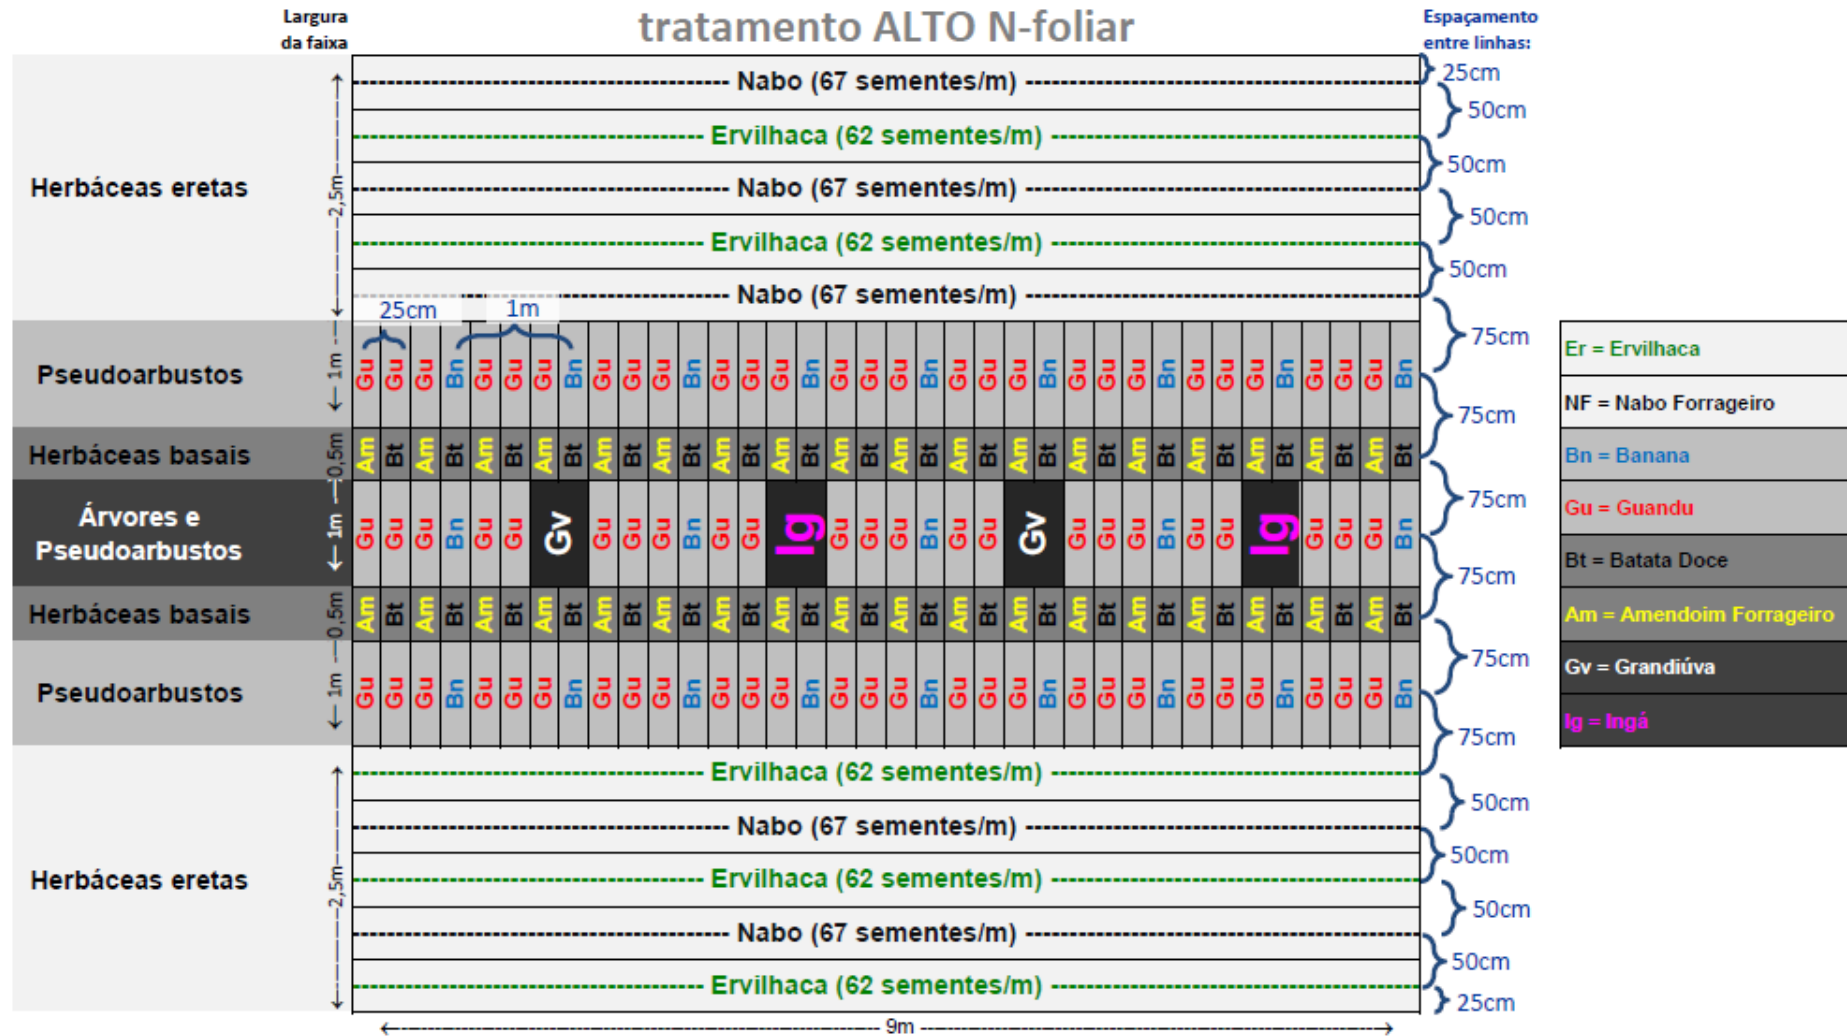 Largura
da faixa
tratamento ALTO N-foliar
Espaçamento
entre linhas:
25cm
Nabo (67 sementes/m)
50cm
Ervilhaca (62 sementes/m)
50cm
Herbáceas eretas
2,5m
Nabo (67 sementes/m)
50cm
Ervilhaca (62 sementes/m)
50cm
Nabo (67 sementes/m)
25cm 1m
75cm
Pseudoarbustos
1m
Gu Gu Gu Bn Gu Gu Gu Bn Gu Gu Gu Bn Gu Gu Gu Bn Gu Gu Gu Bn Gu Gu Gu Bn Gu Gu Gu Bn Gu Gu Gu Bn Gu Gu Gu Bn
75cm
Herbáceas basais
0,5m
Am Bt Am Bt Am Bt Am Bt Am Bt Am Bt Am Bt Am Bt Am Bt Am Bt Am Bt Am Bt Am Bt Am Bt Am Bt Am Bt Am Bt Am Bt
75cm
Árvores e
Pseudoarbustos
1m
Gu Gu Gu Bn Gu Gu Gv Gu Gu Gu Bn Gu Gu Ig Gu Gu Gu Bn Gu Gu Gv Gu Gu Gu Bn Gu Gu Ig Gu Gu Gu Bn
75cm
Herbáceas basais
0,5m
Am Bt Am Bt Am Bt Am Bt Am Bt Am Bt Am Bt Am Bt Am Bt Am Bt Am Bt Am Bt Am Bt Am Bt Am Bt Am Bt Am Bt Am Bt
75cm
Pseudoarbustos
1m
Gu Gu Gu Bn Gu Gu Gu Bn Gu Gu Gu Bn Gu Gu Gu Bn Gu Gu Gu Bn Gu Gu Gu Bn Gu Gu Gu Bn Gu Gu Gu Bn Gu Gu Gu Bn
75cm
Ervilhaca (62 sementes/m)
50cm
Nabo (67 sementes/m)
50cm
Herbáceas eretas
2,5m
Ervilhaca (62 sementes/m)
50cm
Nabo (67 sementes/m)
50cm
Ervilhaca (62 sementes/m)
25cm
9m
Er = Ervilhaca
NF = Nabo Forrageiro
Bn = Banana
Gu = Guandu
Bt = Batata Doce
Am = Amendoim Forrageiro
Gv = Grandiúva
Ig = Ingá